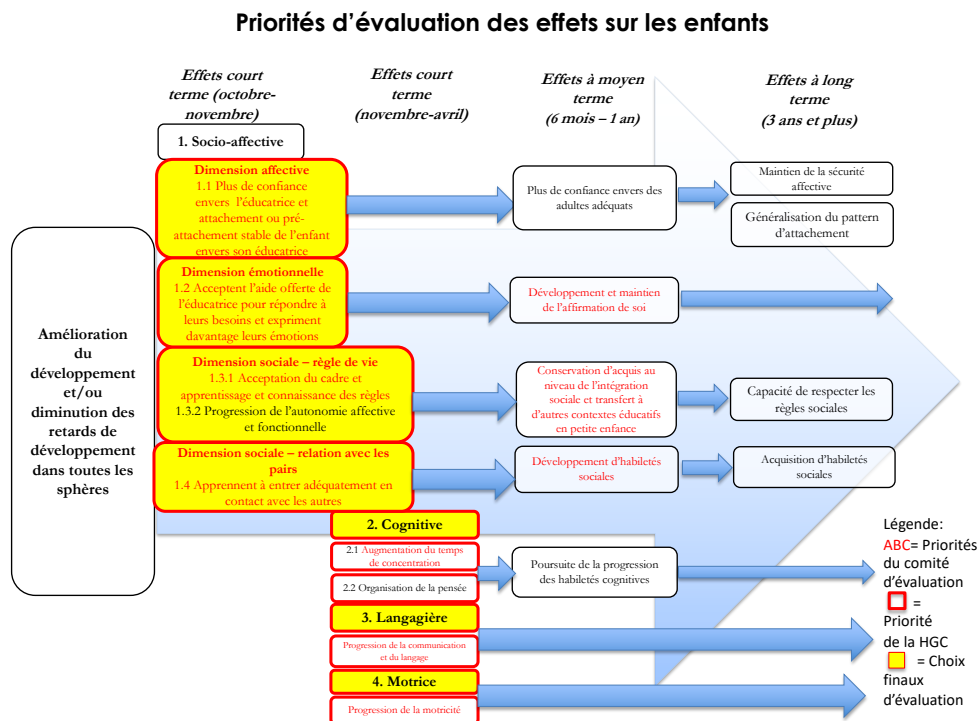 Priorités d’évaluation des effets sur les enfants
Effets court
terme (octobre-
novembre)
Effets court
terme
(novembre-avril)
Effets à moyen
terme
(6 mois – 1 an)
Effets à long
terme
(3 ans et plus)
1. Socio-affective
Dimension affective
1.1 Plus de confiance
envers l’éducatrice et
attachement ou pré-
attachement stable de l’enfant
envers son éducatrice
Plus de confiance envers des
adultes adéquats
Maintien de la sécurité
affective
Généralisation du pattern
d’attachement
Dimension émotionnelle
1.2 Acceptent l’aide offerte de
l’éducatrice pour répondre à
leurs besoins et expriment
davantage leurs émotions
Développement et maintien
de l’affirmation de soi
Amélioration
du
développement
et/ou
diminution des
retards de
développement
dans toutes les
sphères
Dimension sociale – règle de vie
1.3.1 Acceptation du cadre et
apprentissage et connaissance des règles
1.3.2 Progression de l’autonomie affective
et fonctionnelle
Conservation d’acquis au
niveau de l’intégration
sociale et transfert à
d’autres contextes éducatifs
en petite enfance
Capacité de respecter les
règles sociales
Dimension sociale – relation avec les
pairs
1.4 Apprennent à entrer adéquatement en
contact avec les autres
Développement d’habiletés
sociales
Acquisition d’habiletés
sociales
2. Cognitive
2.1 Augmentation du temps
de concentration
2.2 Organisation de la pensée
Poursuite de la progression
des habiletés cognitives
3. Langagière
Progression de la communication
et du langage
4. Motrice
Progression de la motricité
Légende:
ABC= Priorités
du comité
d’évaluation
=
Priorité
de la HGC
= Choix
finaux
d’évaluation